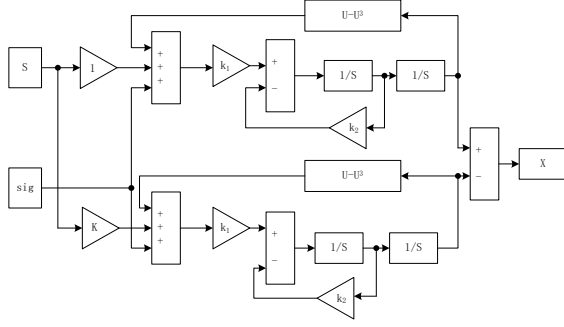 U-U³
S
1
+
+
+
k₁
+
−
1/S
1/S
k₂
+
−
X
sig
U-U³
K
+
+
+
k₁
+
−
1/S
1/S
k₂